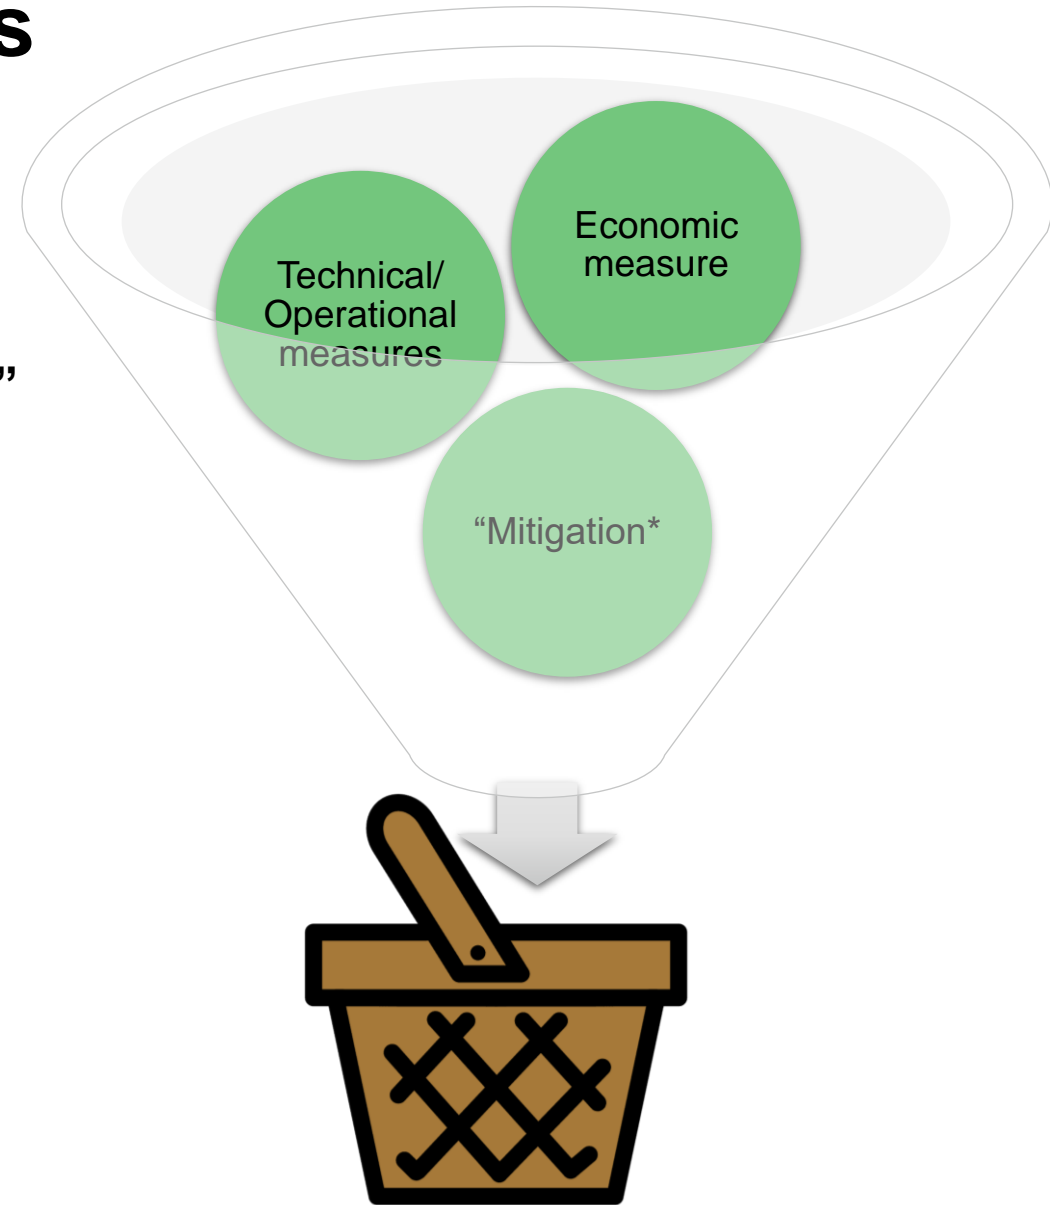 s
Economic
measure
Technical/
Operational
measures
”
“Mitigation*